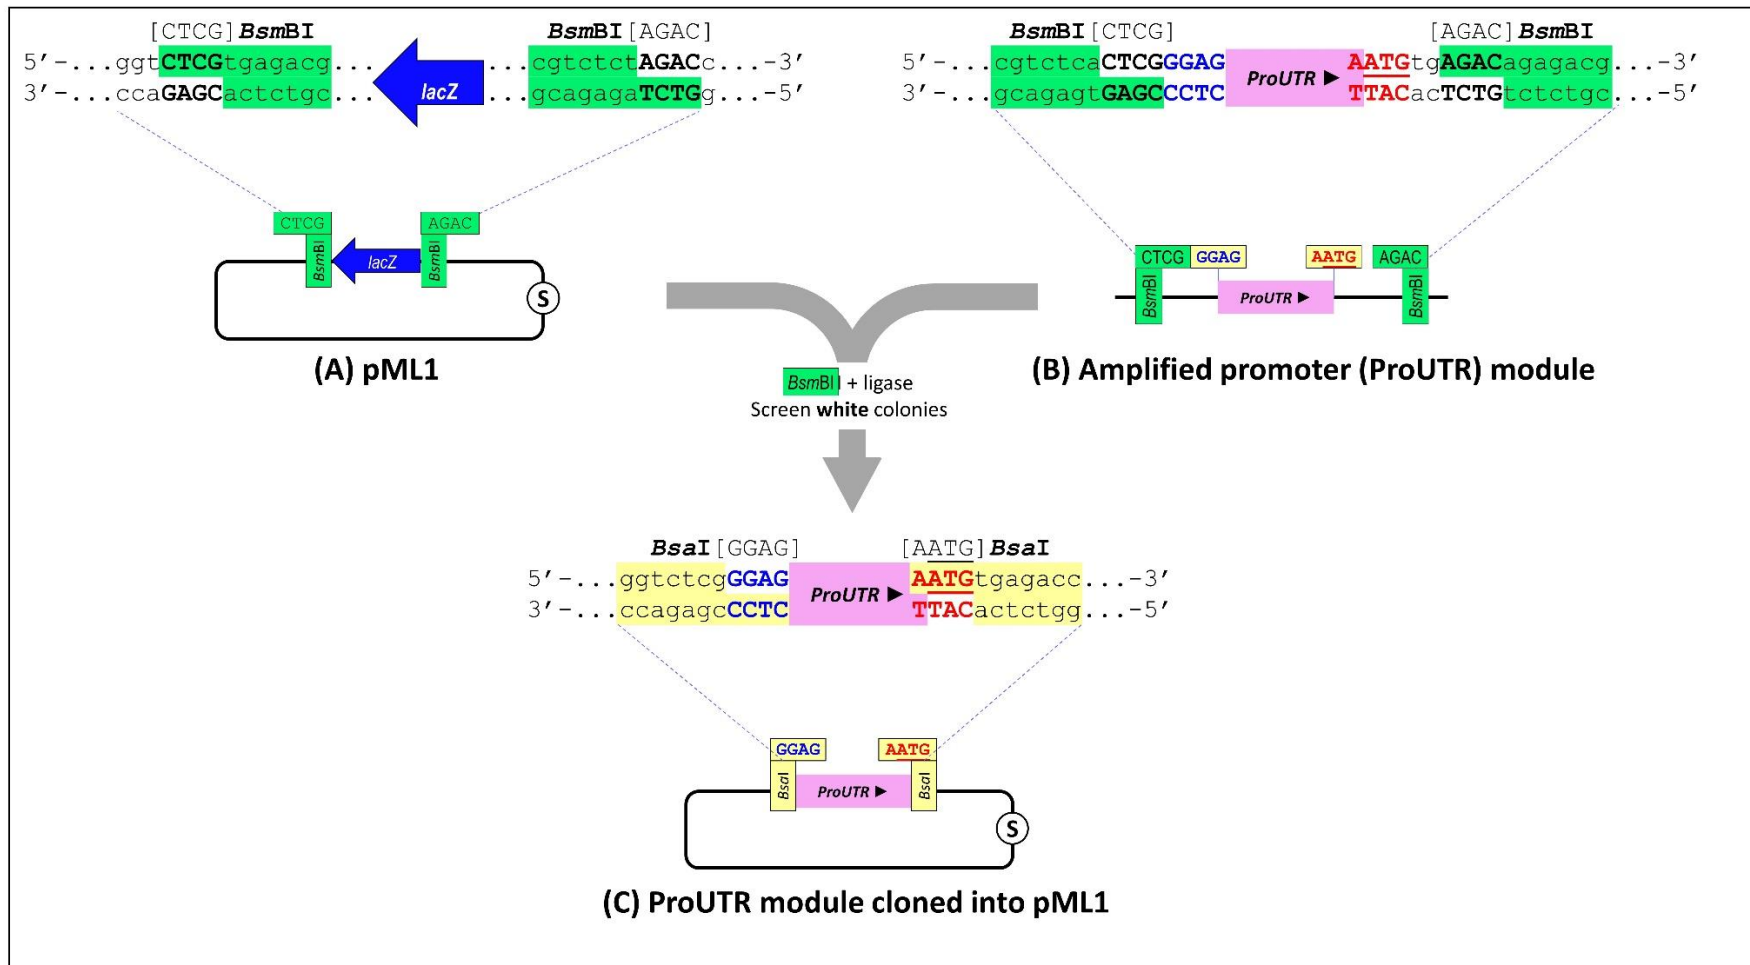 [CTCG]BsmBI
BsmBI[AGAC]
5’-...ggtCTCGtgagacg...
...cgtctctAGACc...-3’
3’-...ccaGAGCactctgc...
...gcagagaTCTGg...-5’
lacZ
BsmBI[CTCG]
[AGAC]BsmBI
5’-...cgtctcaCTCGGGAG
ProUTR ►
AATGtgAGACagagacg...-3’
3’-...gcagagtGAGCCCTC
TTACacTCTGtctctgc...-5’
CTCG
AGAC
BsmBI
lacZ
BsmBI
S
(A) pML1
CTCG GGAG
AATG
AGAC
BsmBI
ProUTR ►
BsmBI
(B) Amplified promoter (ProUTR) module
BsmBI + ligase
Screen white colonies
BsaI[GGAG]
[AATG]BsaI
5’-...ggtctcgGGAG
ProUTR ►
AATGtgagacc...-3’
3’-...ccagagcCCTC
TTACactctgg...-5’
GGAG
AATG
BsaI
ProUTR ►
BsaI
S
(C) ProUTR module cloned into pML1